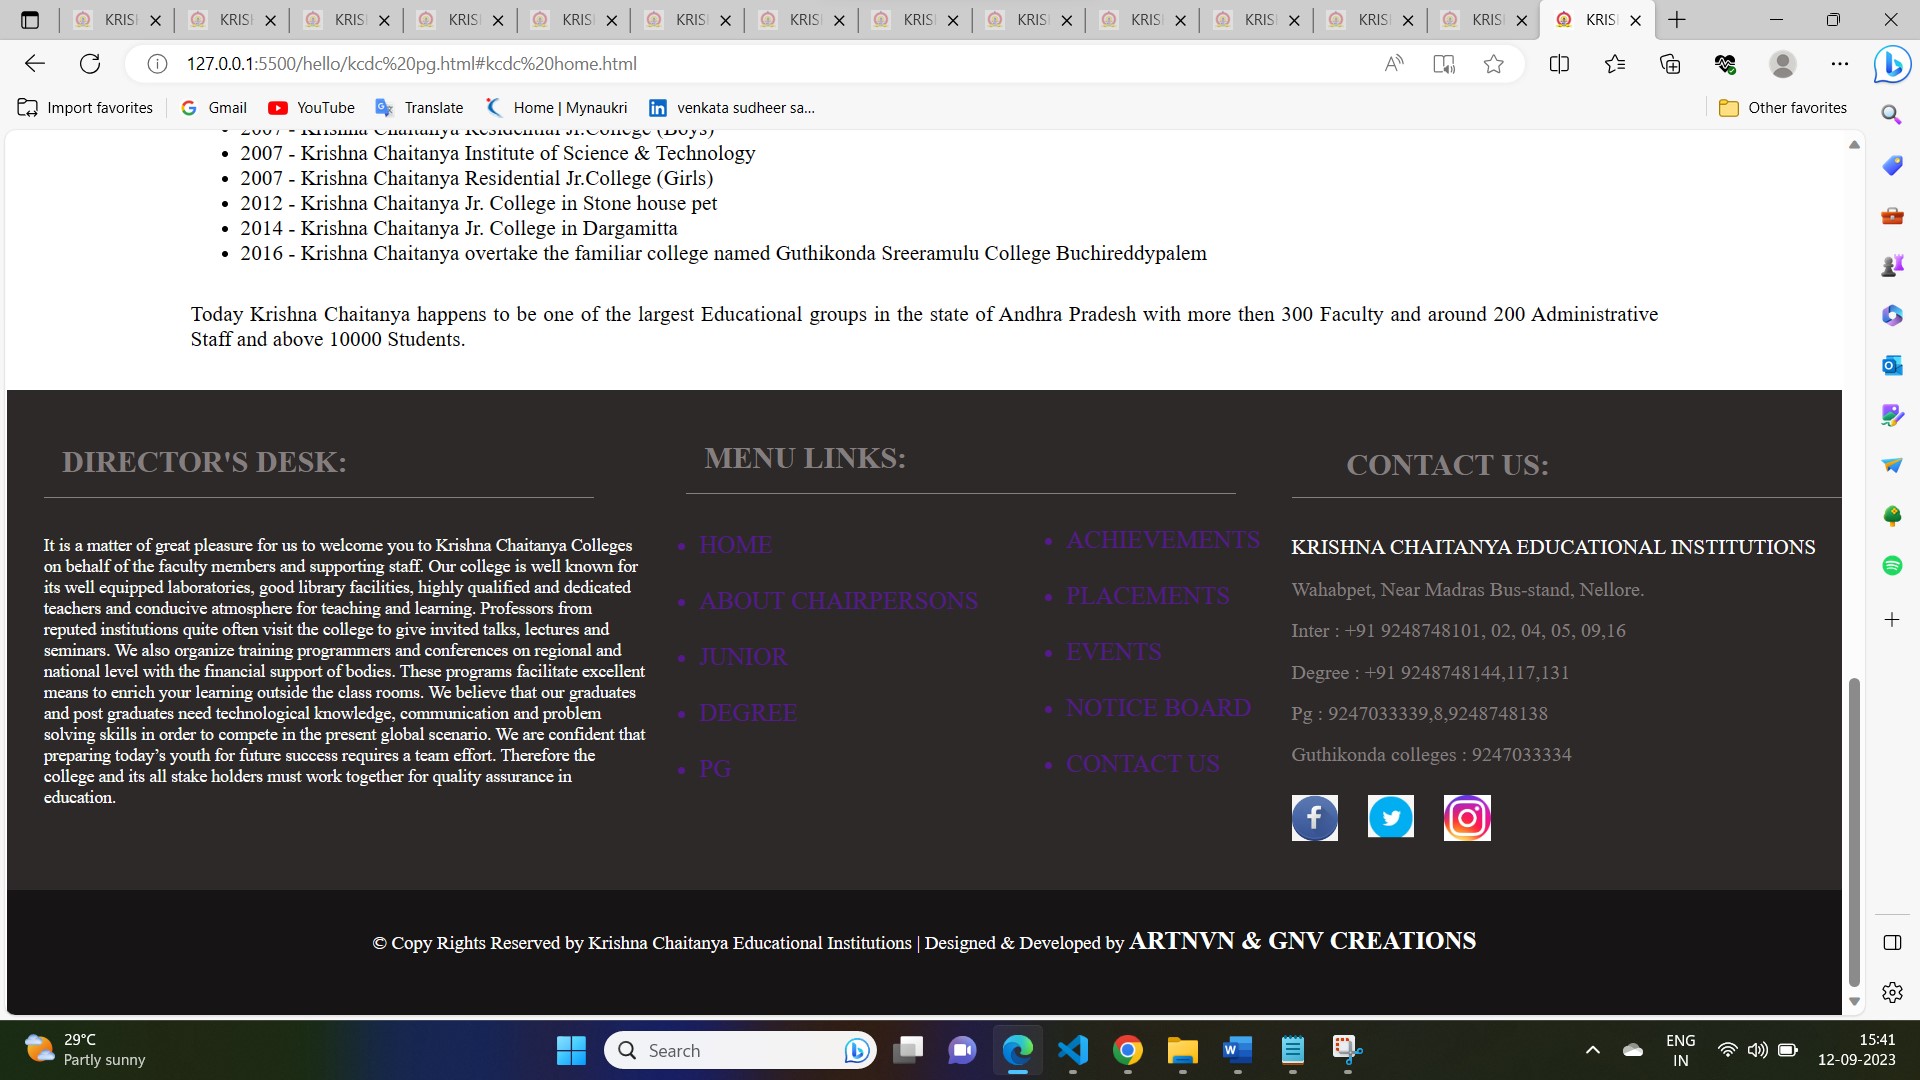 KRISH KRISH KRISH KRISH KRISH KRISH KRISH KRISH KRISH KRISH KRISH KRISH KRISH KRISH
127.0.0.1:5500/hello/kcdc%20pg.html#kcdc%20home.html
Import favorites Gmail YouTube Translate Home | Mynaukri venkata sudheer sa... Other favorites
2007 - Krishna Chaitanya Residential Jr.College (Boys)
2007 - Krishna Chaitanya Institute of Science & Technology
2007 - Krishna Chaitanya Residential Jr.College (Girls)
2012 - Krishna Chaitanya Jr. College in Stone house pet
2014 - Krishna Chaitanya Jr. College in Dargamitta
2016 - Krishna Chaitanya overtake the familiar college named Guthikonda Sreeramulu College Buchireddypalem
Today Krishna Chaitanya happens to be one of the largest Educational groups in the state of Andhra Pradesh with more then 300 Faculty and around 200 Administrative
Staff and above 10000 Students.
DIRECTOR'S DESK:
It is a matter of great pleasure for us to welcome you to Krishna Chaitanya Colleges
on behalf of the faculty members and supporting staff. Our college is well known for
its well equipped laboratories, good library facilities, highly qualified and dedicated
teachers and conducive atmosphere for teaching and learning. Professors from
reputed institutions quite often visit the college to give invited talks, lectures and
seminars. We also organize training programmers and conferences on regional and
national level with the financial support of bodies. These programs facilitate excellent
means to enrich your learning outside the class rooms. We believe that our graduates
and post graduates need technological knowledge, communication and problem
solving skills in order to compete in the present global scenario. We are confident that
preparing today’s youth for future success requires a team effort. Therefore the
college and its all stake holders must work together for quality assurance in
education.
MENU LINKS:
HOME
ABOUT CHAIRPERSONS
JUNIOR
DEGREE
PG
ACHIEVEMENTS
PLACEMENTS
EVENTS
NOTICE BOARD
CONTACT US
CONTACT US:
KRISHNA CHAITANYA EDUCATIONAL INSTITUTIONS
Wahabpet, Near Madras Bus-stand, Nellore.
Inter : +91 9248748101, 02, 04, 05, 09,16
Degree : +91 9248748144,117,131
Pg : 9247033339,8,9248748138
Guthikonda colleges : 9247033334
© Copy Rights Reserved by Krishna Chaitanya Educational Institutions | Designed & Developed by ARTNVN & GNV CREATIONS
29°C
Partly sunny
Search
ENG
IN
15:41
12-09-2023